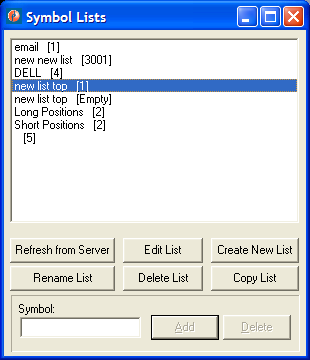 Symbol Lists
email [1]
new new list [3001]
DELL [4]
new list top [1]
new list top [Empty]
Long Positions [2]
Short Positions [2]
[5]
Refresh from Server Edit List Create New List
Rename List Delete List Copy List
Symbol:
Add Delete